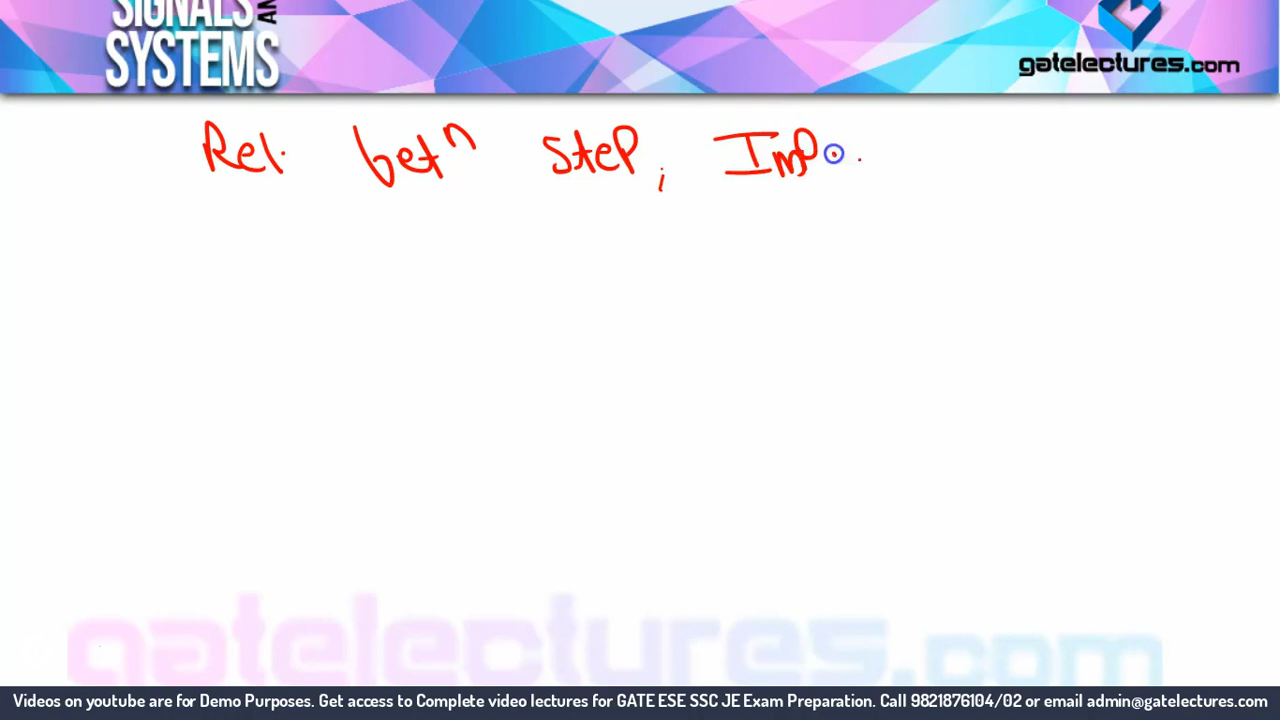 SIGNALS AND
SYSTEMS
gatelectures.com
Rel. betn step, Imp.
gatelectures.com
Videos on youtube are for Demo Purposes. Get access to Complete video lectures for GATE ESE SSC JE Exam Preparation. Call 9821876104/02 or email admin@gatelectures.com